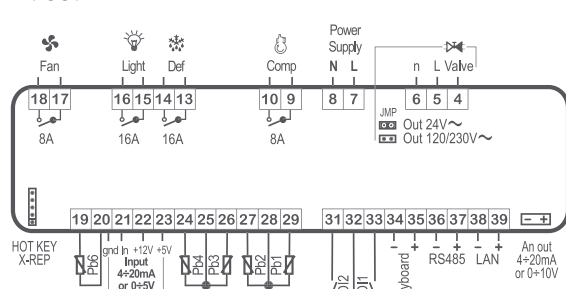 Power
Supply
Fan Light Def Comp N L n L Valve
18 17 16 15 14 13 10 9 8 7 6 5 4
8A 16A 16A 8A
JMP
Out 24V~
Out 120/230V~
19 20 21 22 23 24 25 26 27 28 29 31 32 33 34 35 36 37 38 39 - +
HOT KEY
X-REP
gnd In +12V +5V
Input
4÷20mA
or 0÷5V
Pb6 Pb4 Pb3 Pb2 Pb1
DI2 DI1
- + - + - +
RS485 LAN
An out
4÷20mA
or 0÷10V